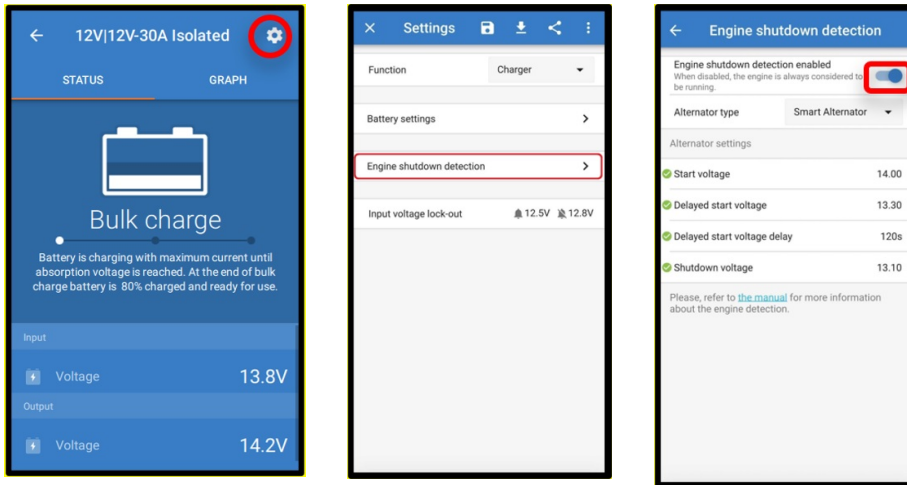 12V|12V-30A Isolated
STATUS GRAPH
Bulk charge
Battery is charging with maximum current until
absorption voltage is reached. At the end of bulk
charge battery is 80% charged and ready for use.
Input
Voltage 13.8V
Output
Voltage 14.2V
Settings
Function Charger
Battery settings
Engine shutdown detection
Input voltage lock-out 12.5V 12.8V
Engine shutdown detection
Engine shutdown detection enabled
When disabled, the engine is always considered to
be running.
Alternator type Smart Alternator
Alternator settings
Start voltage 14.00
Delayed start voltage 13.30
Delayed start voltage delay 120s
Shutdown voltage 13.10
Please, refer to the manual for more information
about the engine detection.